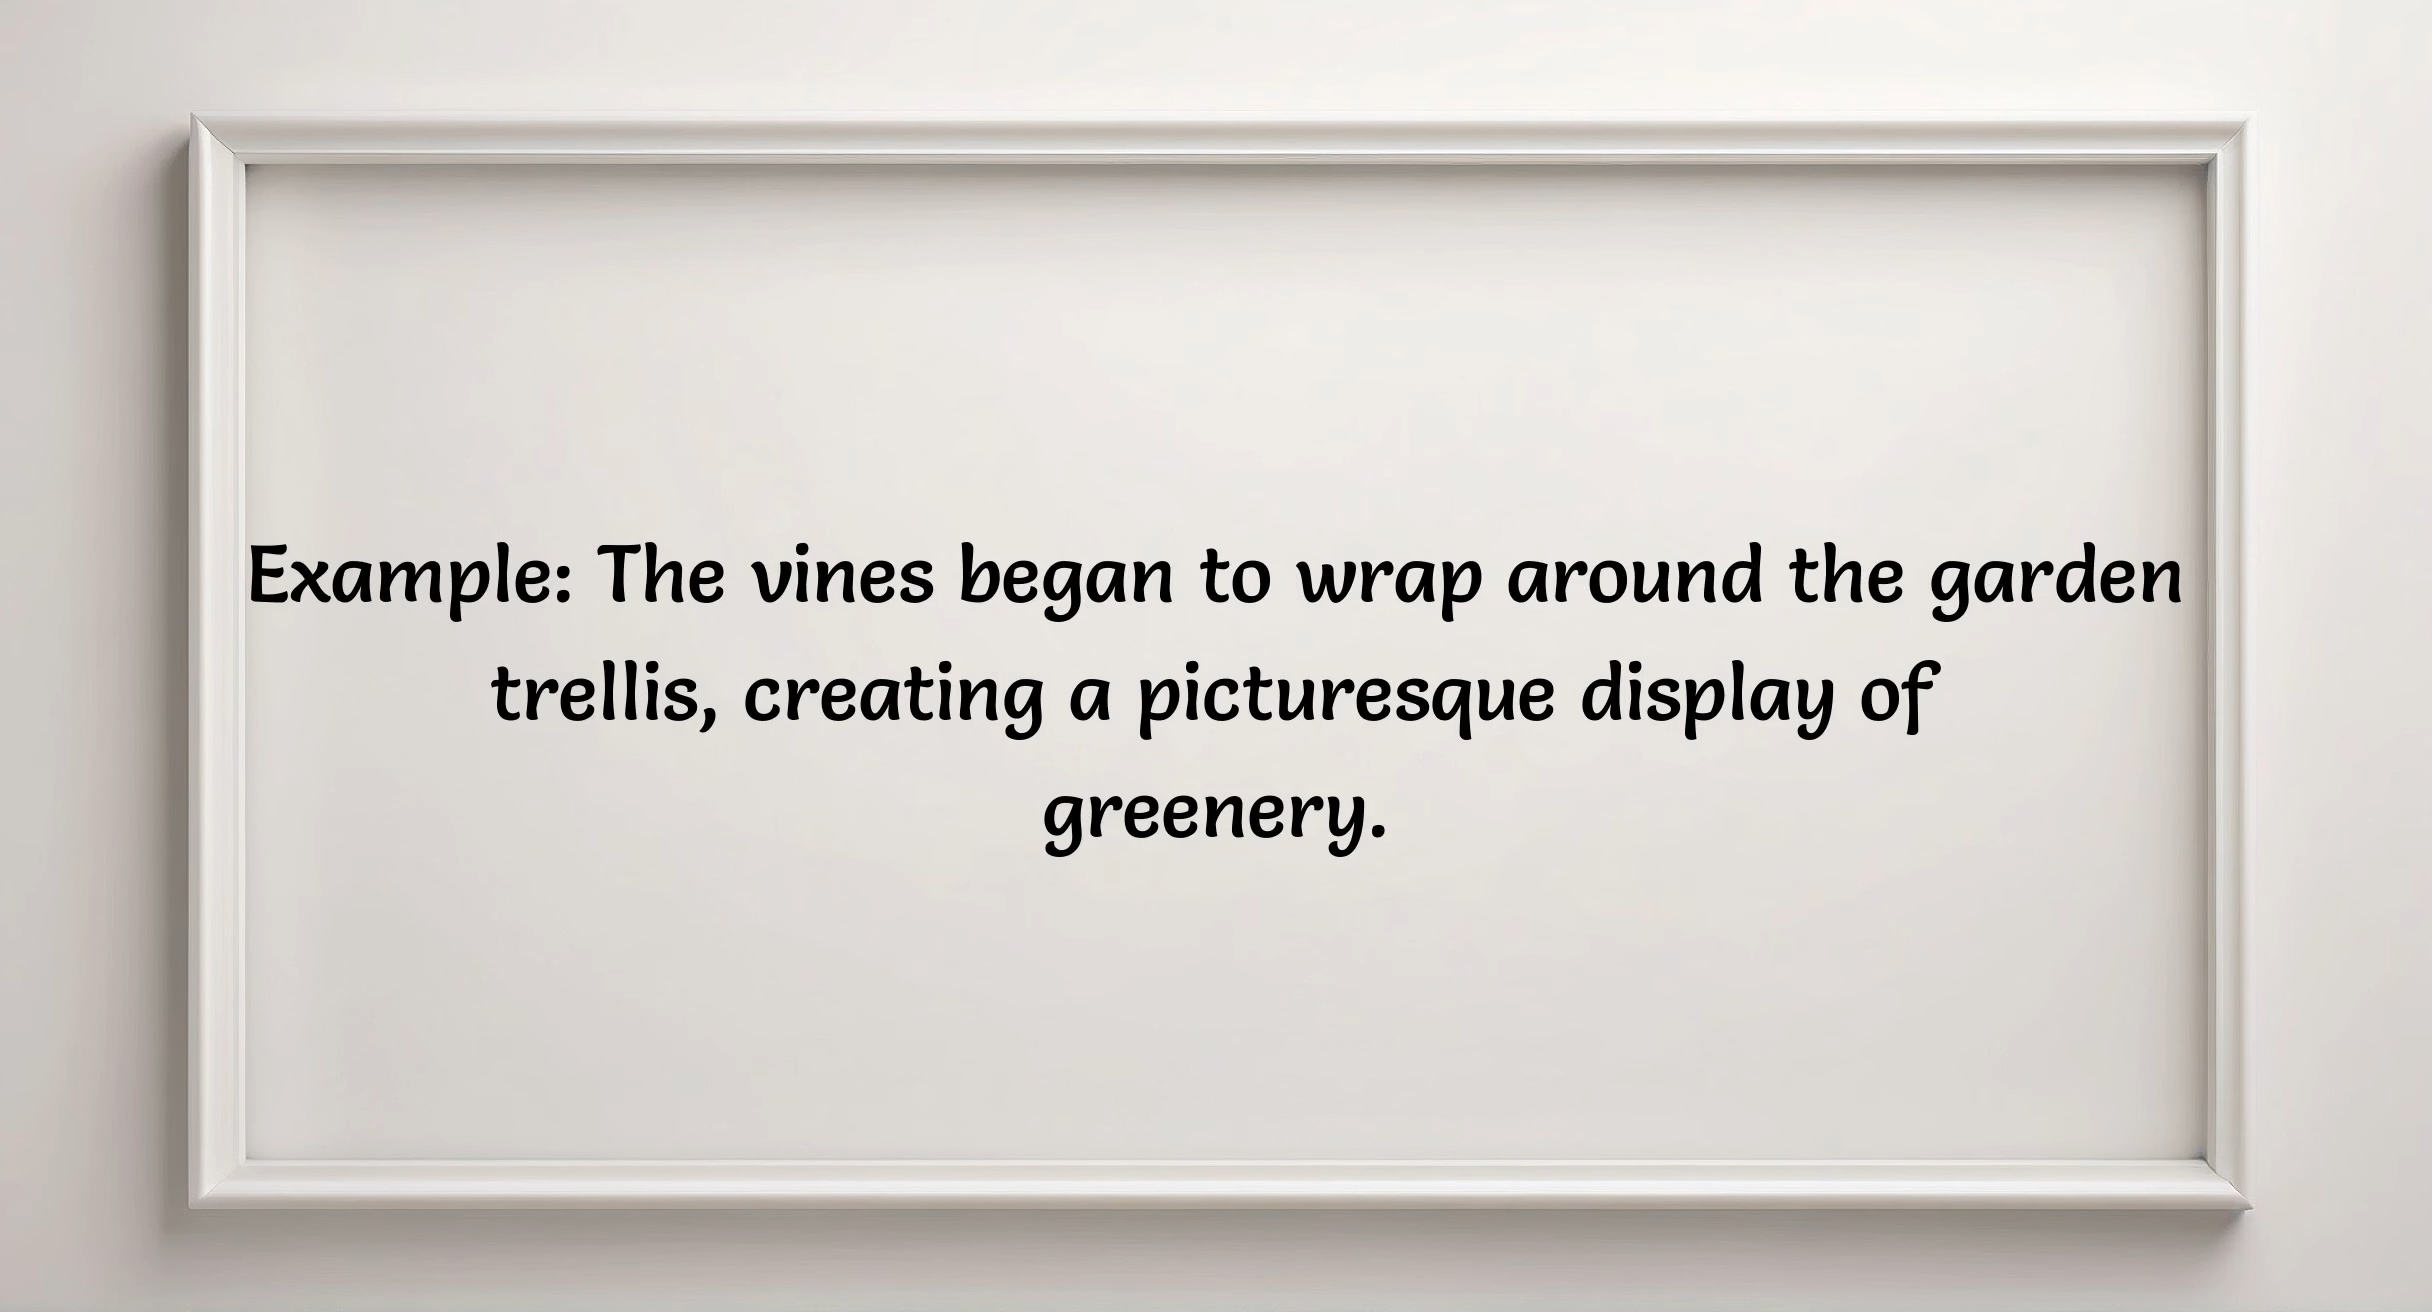 Example: The vines began to wrap around the garden
trellis, creating a picturesque display of
greenery.